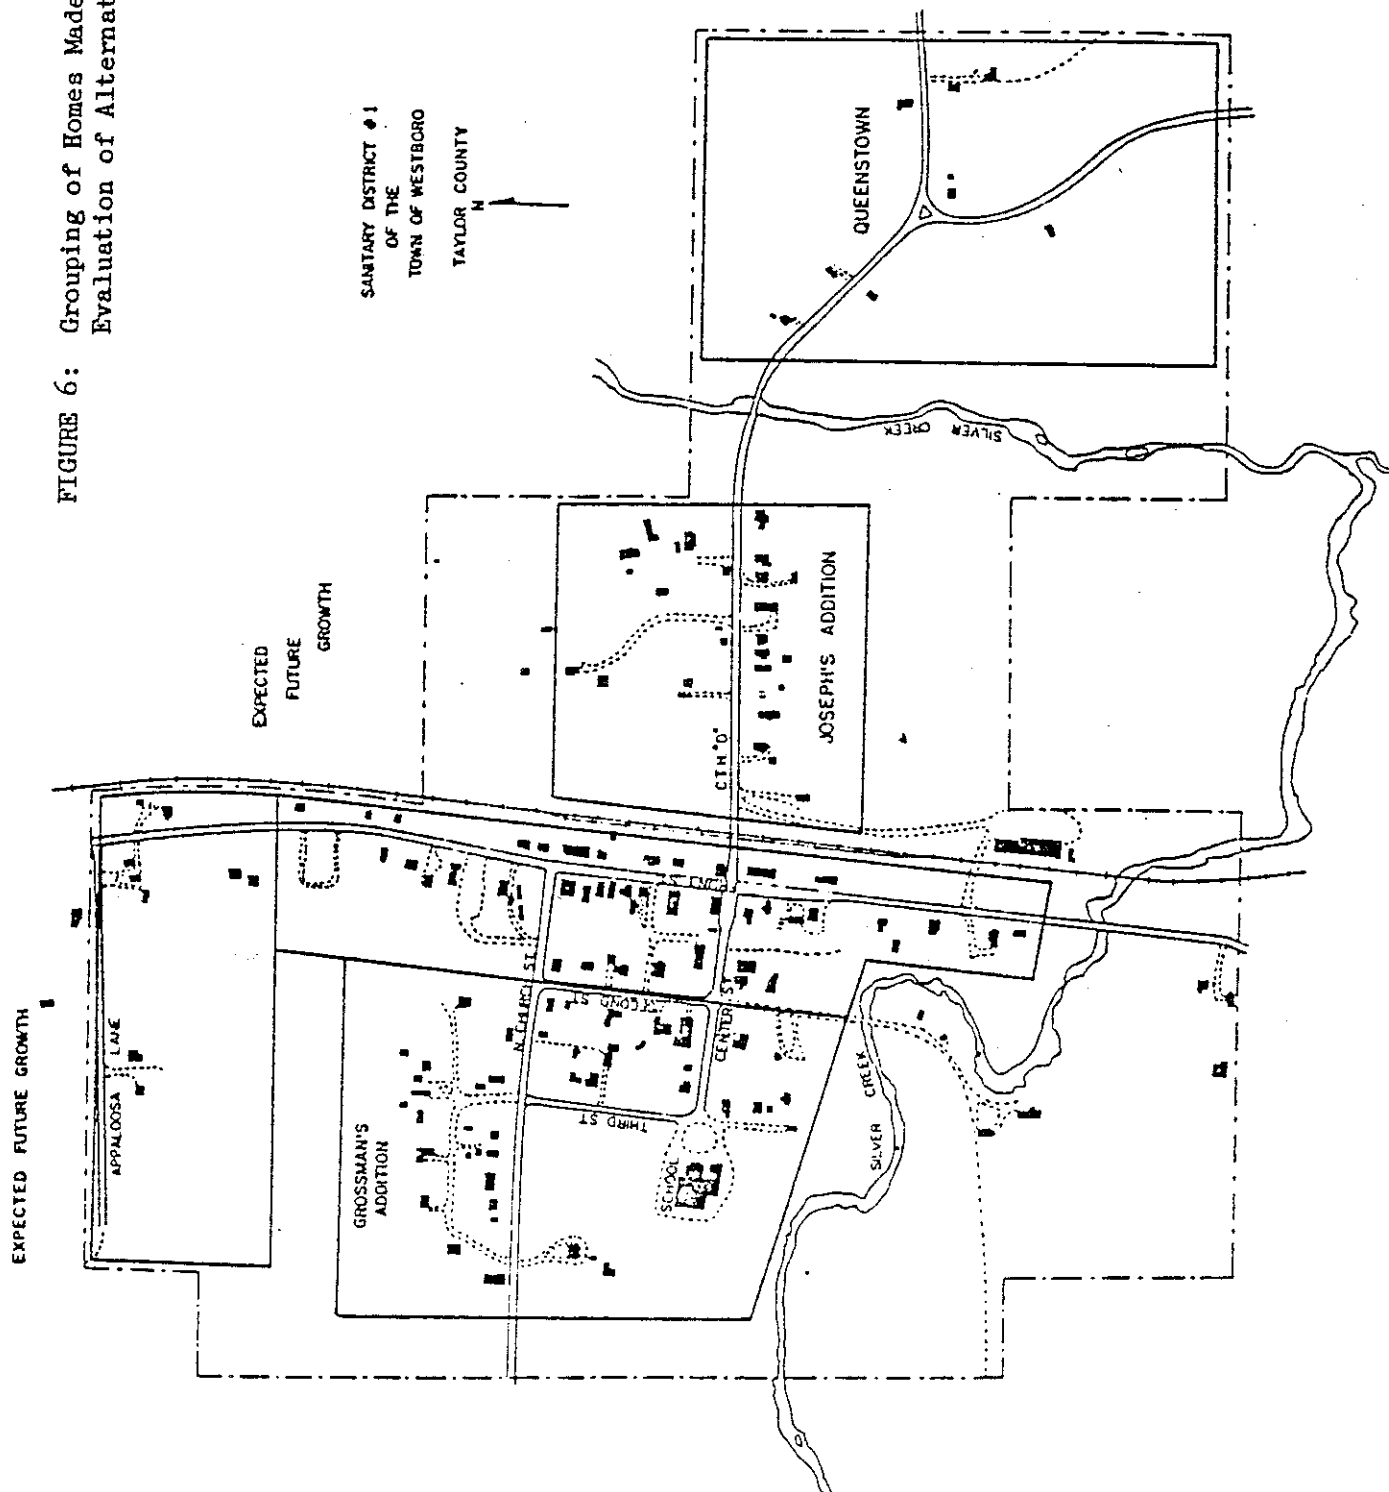 FIGURE 6: Grouping of Homes Made
Evaluation of Alternat
SANITARY DISTRICT #1
OF THE
TOWN OF WESTBORO
TAYLOR COUNTY
N
EXPECTED FUTURE GROWTH
EXPECTED
FUTURE
GROWTH
APPALOOSA LANE
GROSSMAN'S
ADDITION
N CHURCH ST
SECOND ST
THIRD ST
CENTER ST
SCHOOL
SILVER CREEK
CTH "D"
JOSEPH'S ADDITION
SILVER CREEK
QUEENSTOWN